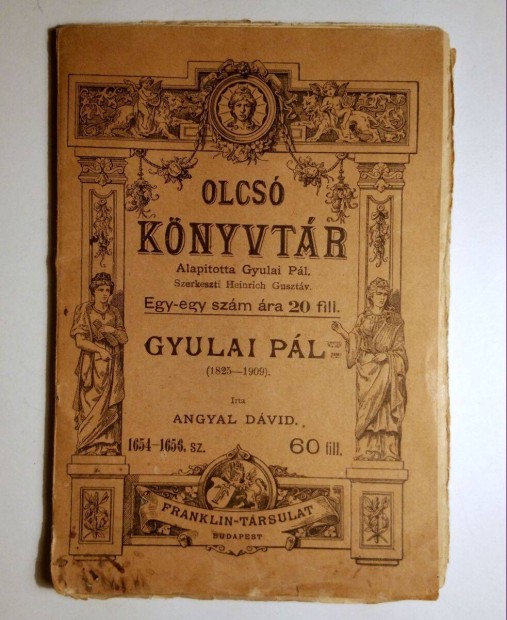 OLCSÓ
KÖNYVTÁR
Alapitotta Gyulai Pál.
Szerkeszti Heinrich Gusztáv.
Egy-egy szám ára 20 fill.
GYULAI PÁL
(1825—1909).
Irta
ANGYAL DÁVID.
1654—1656. sz. 60 fill.
FRANKLIN-TÁRSULAT
BUDAPEST